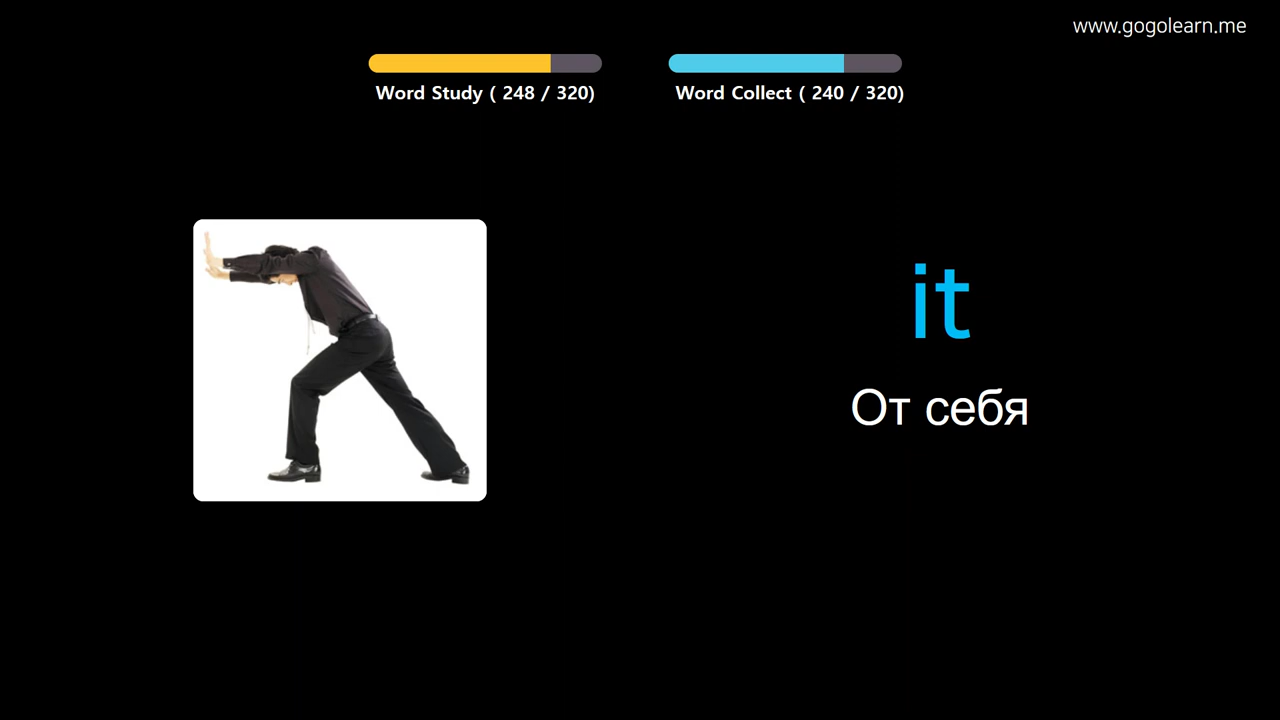 www.gogolearn.me
Word Study ( 248 / 320)
Word Collect ( 240 / 320)
it
От себя